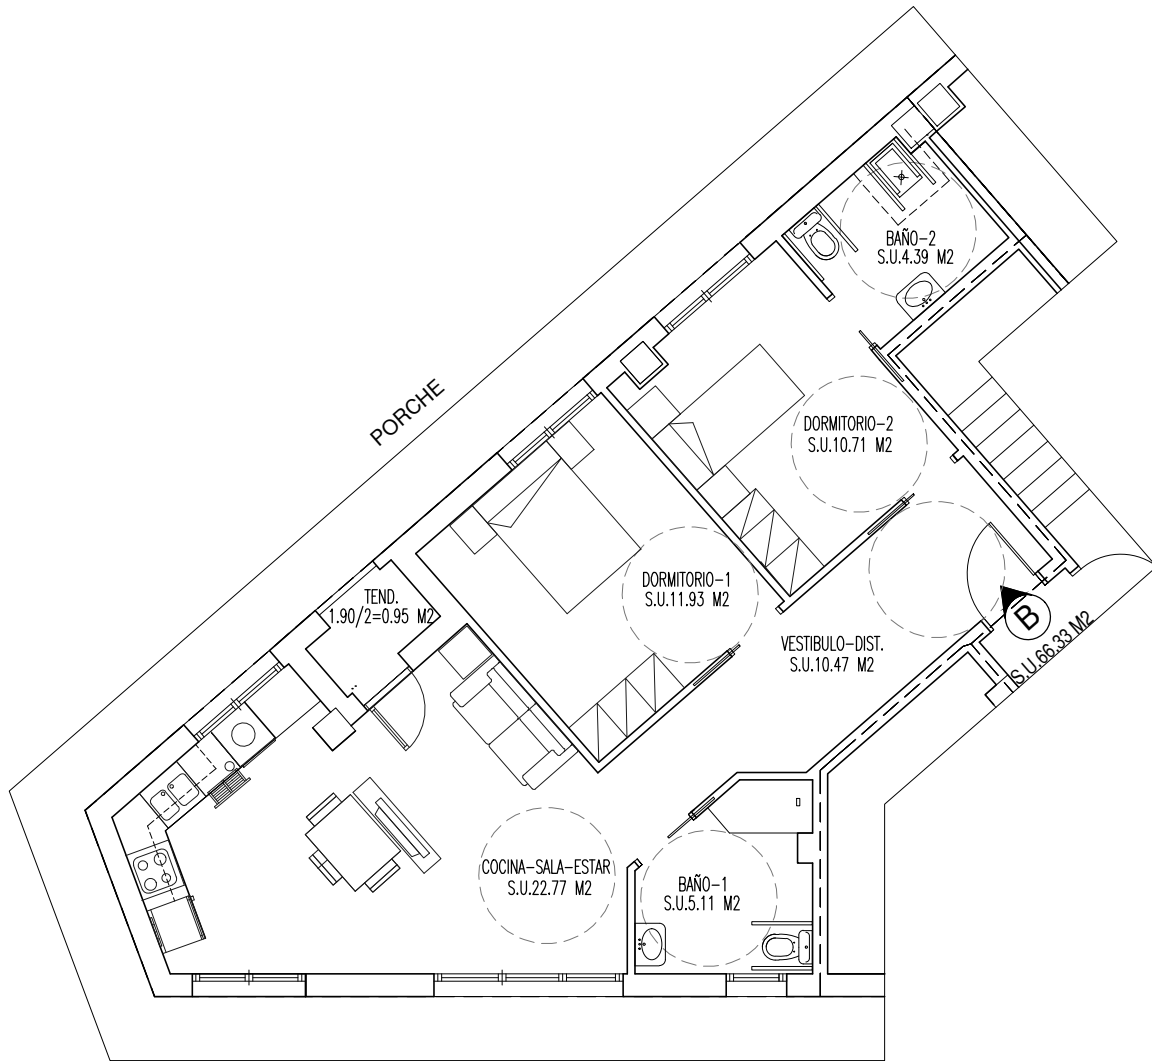 BAÑO-2
S.U.4.39 M2
PORCHE
DORMITORIO-2
S.U.10.71 M2
DORMITORIO-1
S.U.11.93 M2
TEND.
1.90/2=0.95 M2
B
S.U.66.33 M2
VESTIBULO-DIST.
S.U.10.47 M2
COCINA-SALA-ESTAR
S.U.22.77 M2
BAÑO-1
S.U.5.11 M2